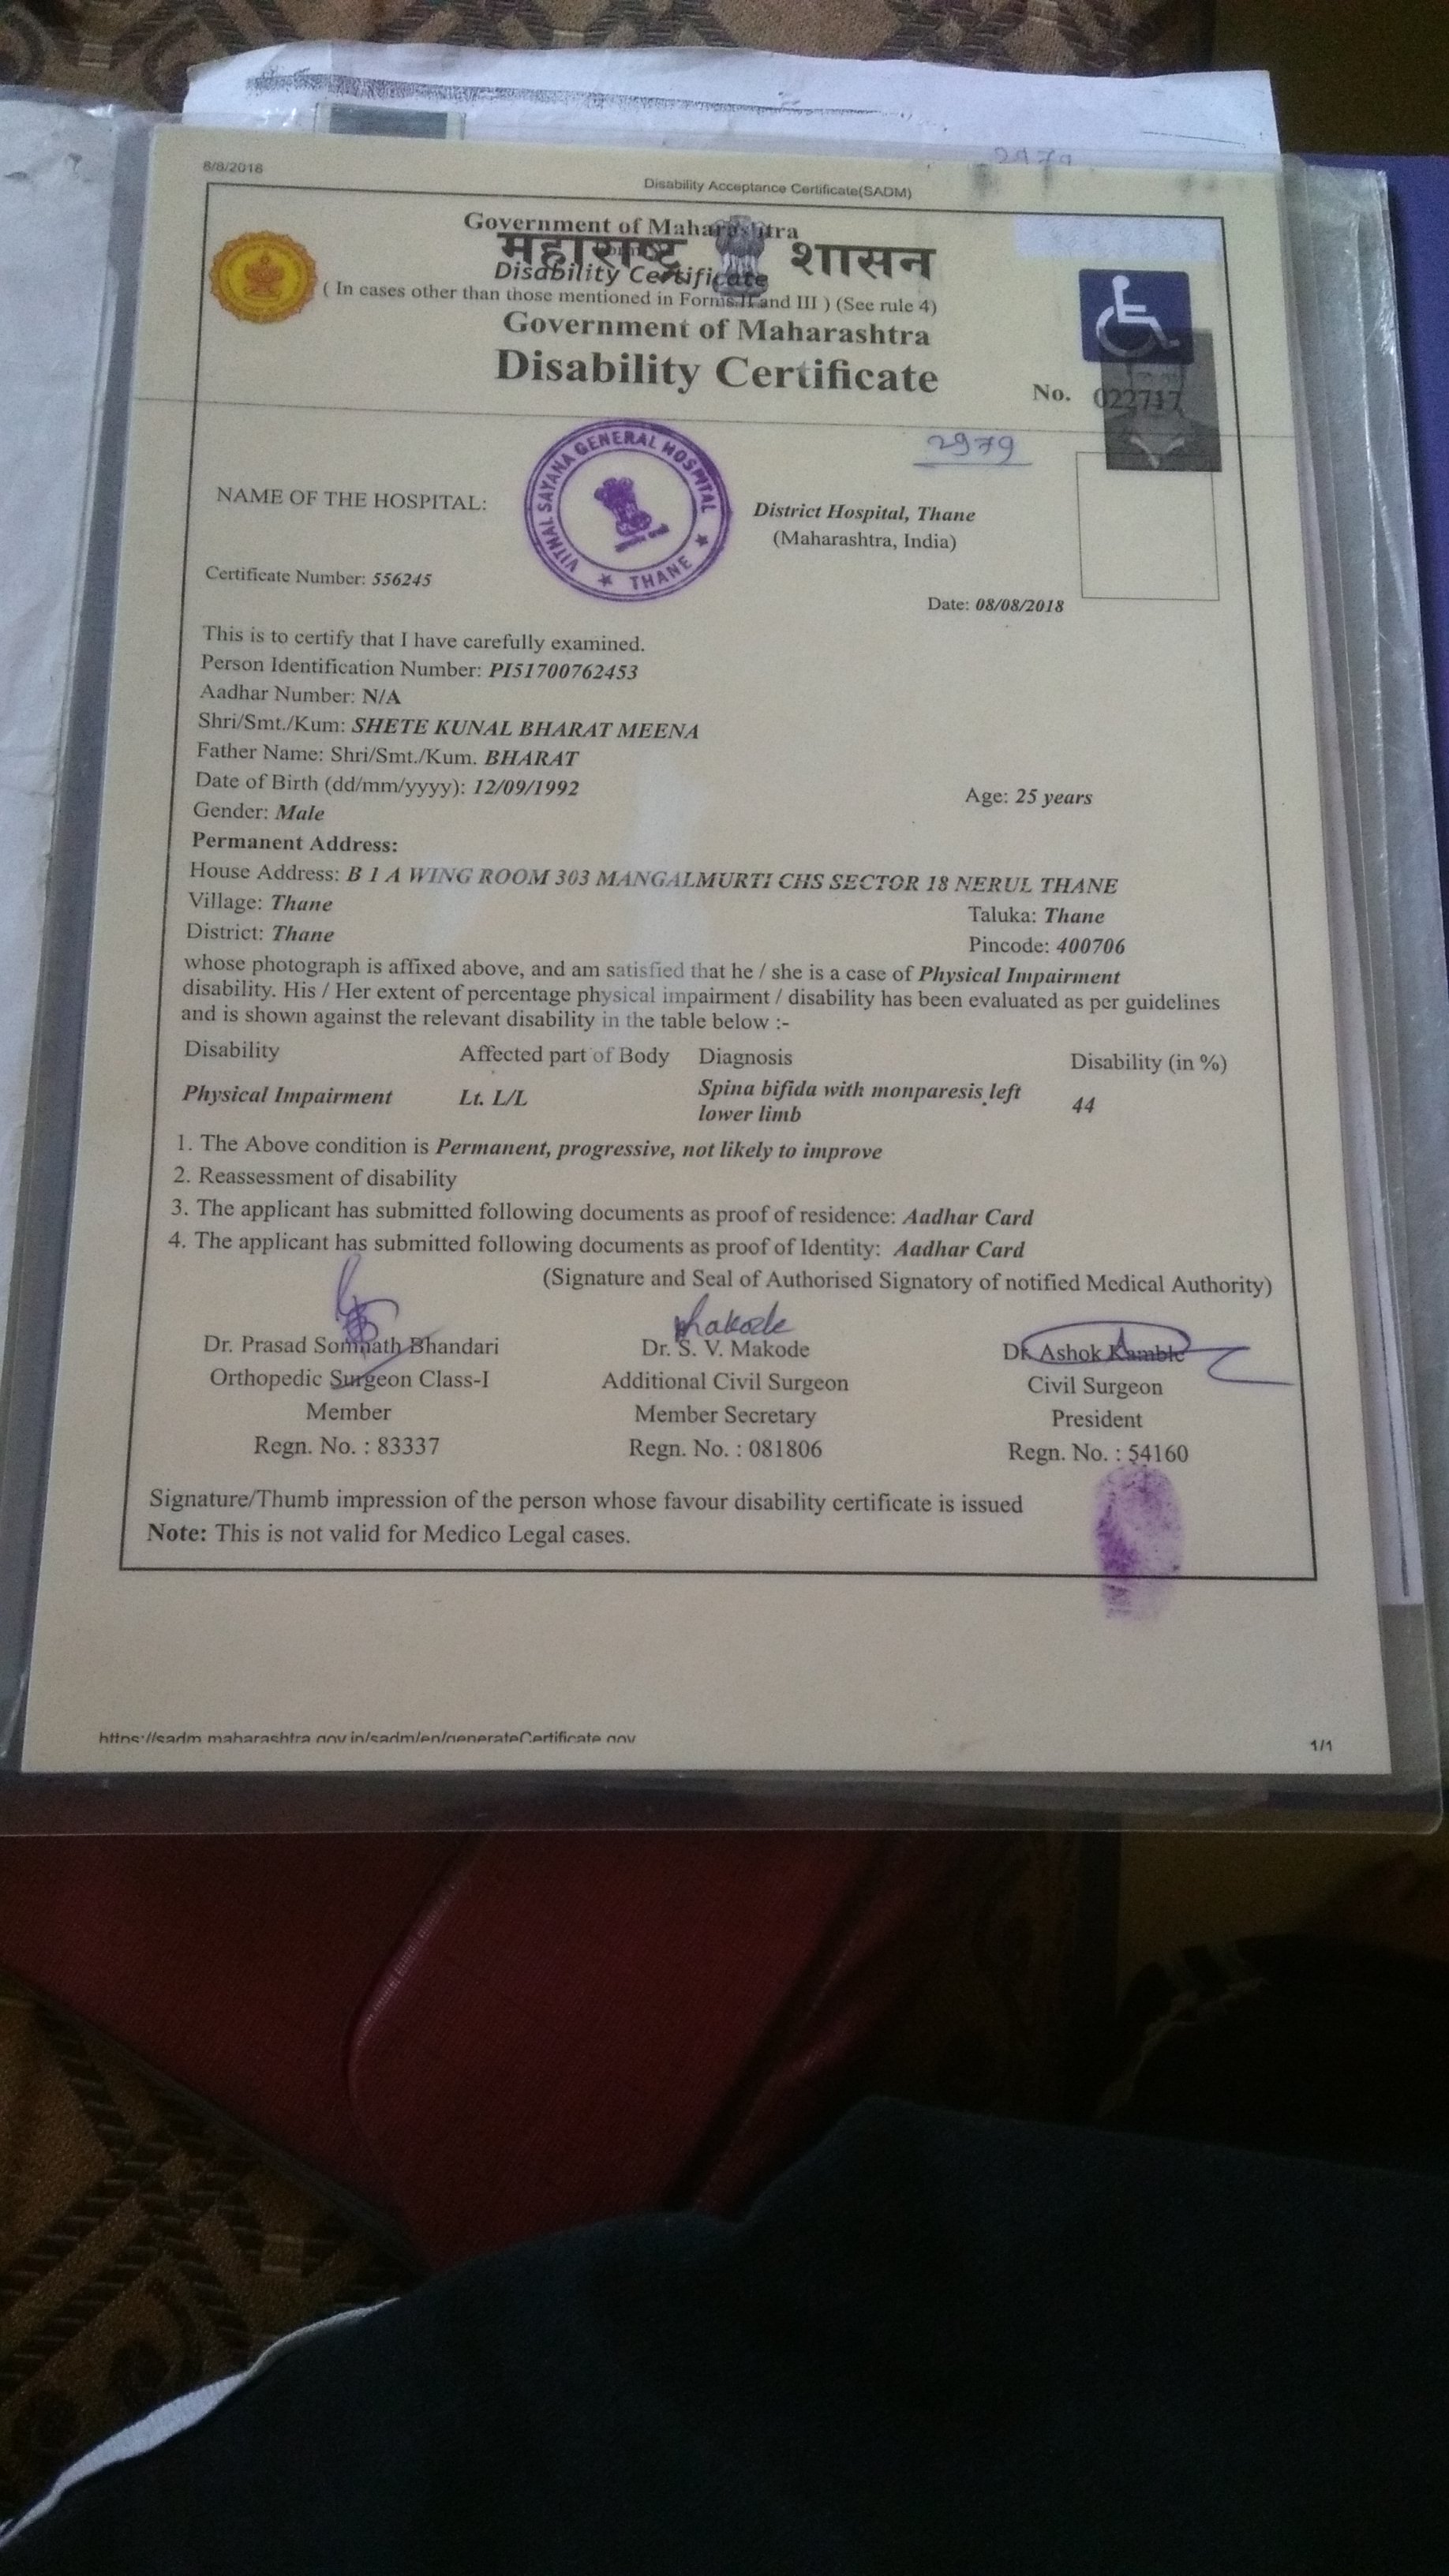 2979
8/8/2018
Disability Acceptance Certificate(SADM)
Government of Maharashtra
महाराष्ट्र शासन
Disability Certificate
( In cases other than those mentioned in Forms II and III ) (See rule 4)
Government of Maharashtra
Disability Certificate
No. 022717
2979
NAME OF THE HOSPITAL:
VITHAL SAYANA GENERAL HOSPITAL
★ THANE ★
District Hospital, Thane
(Maharashtra, India)
Certificate Number: 556245
Date: 08/08/2018
This is to certify that I have carefully examined.
Person Identification Number: PI51700762453
Aadhar Number: N/A
Shri/Smt./Kum: SHETE KUNAL BHARAT MEENA
Father Name: Shri/Smt./Kum. BHARAT
Date of Birth (dd/mm/yyyy): 12/09/1992 Age: 25 years
Gender: Male
Permanent Address:
House Address: B 1 A WING ROOM 303 MANGALMURTI CHS SECTOR 18 NERUL THANE
Village: Thane Taluka: Thane
District: Thane Pincode: 400706
whose photograph is affixed above, and am satisfied that he / she is a case of Physical Impairment
disability. His / Her extent of percentage physical impairment / disability has been evaluated as per guidelines
and is shown against the relevant disability in the table below :-
Disability Affected part of Body Diagnosis Disability (in %)
Physical Impairment Lt. L/L Spina bifida with monparesis left 44
lower limb
1. The Above condition is Permanent, progressive, not likely to improve
2. Reassessment of disability
3. The applicant has submitted following documents as proof of residence: Aadhar Card
4. The applicant has submitted following documents as proof of Identity: Aadhar Card
(Signature and Seal of Authorised Signatory of notified Medical Authority)
Makode
Dr. Prasad Somnath Bhandari Dr. S. V. Makode Dr. Ashok Kamble
Orthopedic Surgeon Class-I Additional Civil Surgeon Civil Surgeon
Member Member Secretary President
Regn. No. : 83337 Regn. No. : 081806 Regn. No. : 54160
Signature/Thumb impression of the person whose favour disability certificate is issued
Note: This is not valid for Medico Legal cases.
https://sadm.maharashtra.gov.in/sadm/en/generateCertificate.gov 1/1